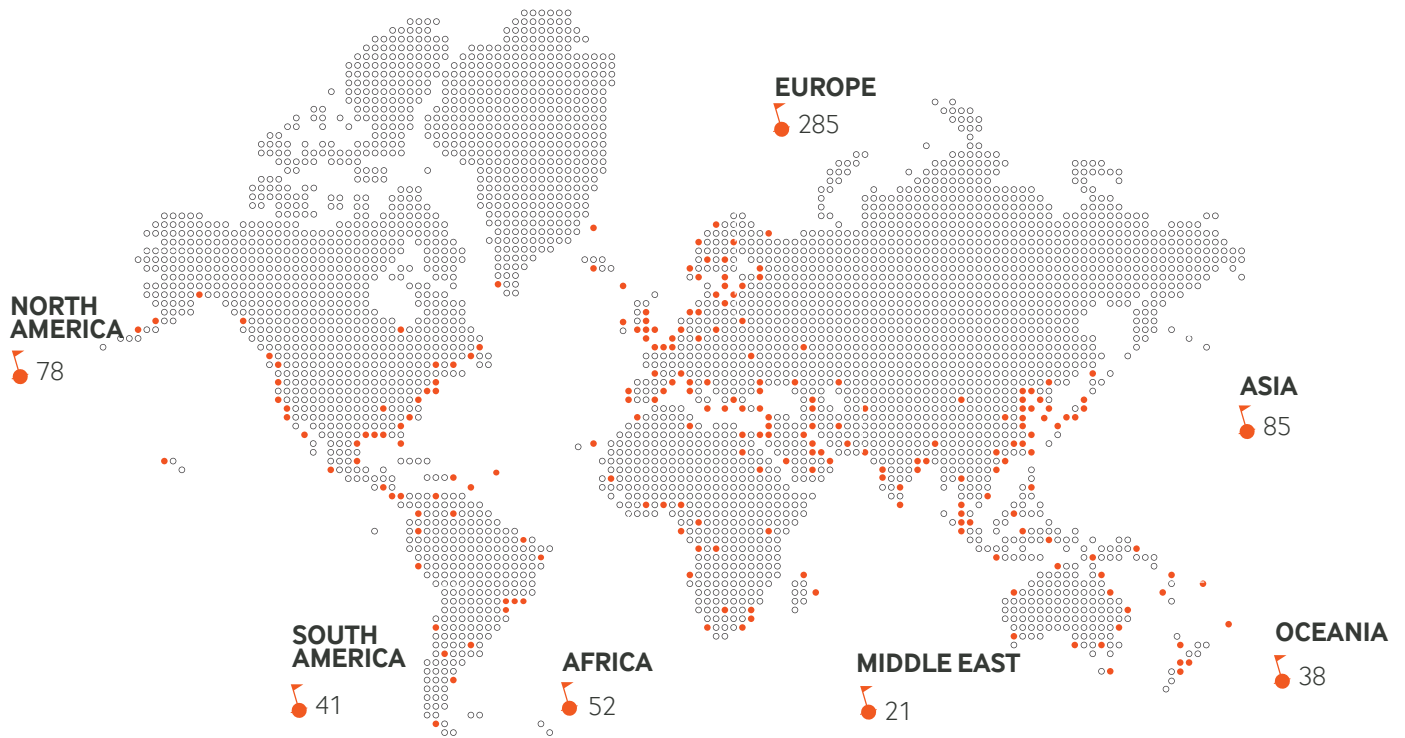 EUROPE
285
NORTH
AMERICA
78
ASIA
85
SOUTH
AMERICA
41
AFRICA
52
MIDDLE EAST
21
OCEANIA
38